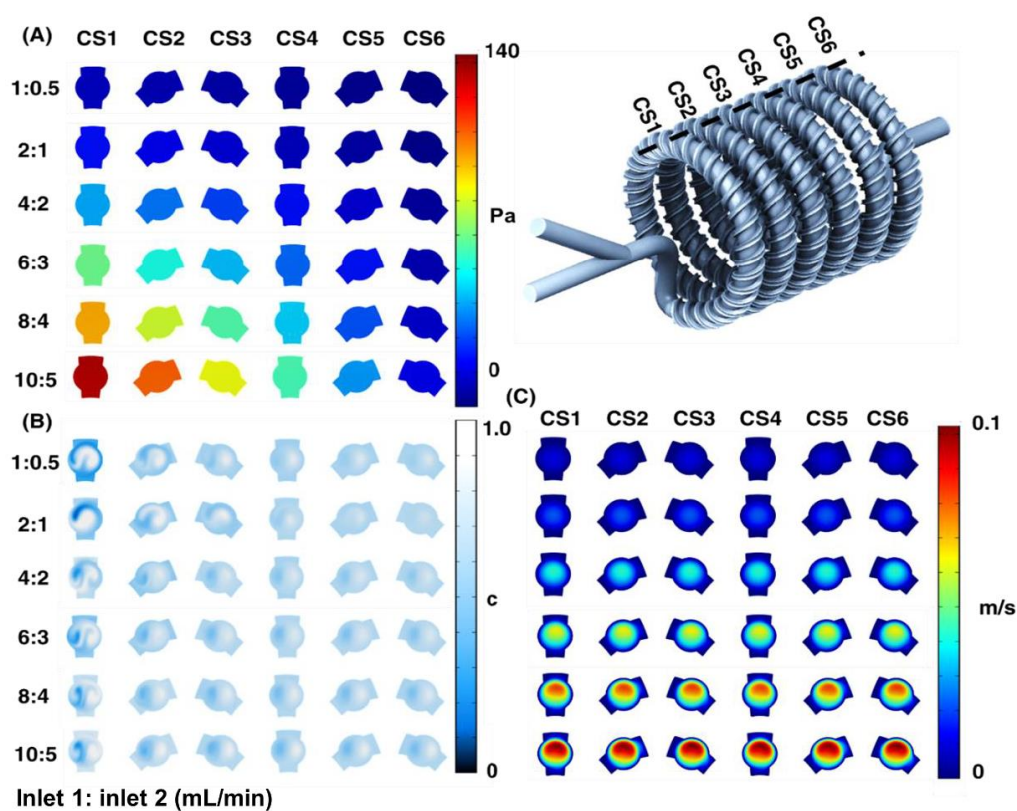 (A) CS1 CS2 CS3 CS4 CS5 CS6
140
1:0.5
2:1
4:2
6:3
8:4
10:5
Pa
0
CS1 CS2 CS3 CS4 CS5 CS6
(B)
1.0
1:0.5
2:1
4:2
6:3
8:4
10:5
c
0
(C)
CS1 CS2 CS3 CS4 CS5 CS6
0.1
m/s
0
Inlet 1: inlet 2 (mL/min)